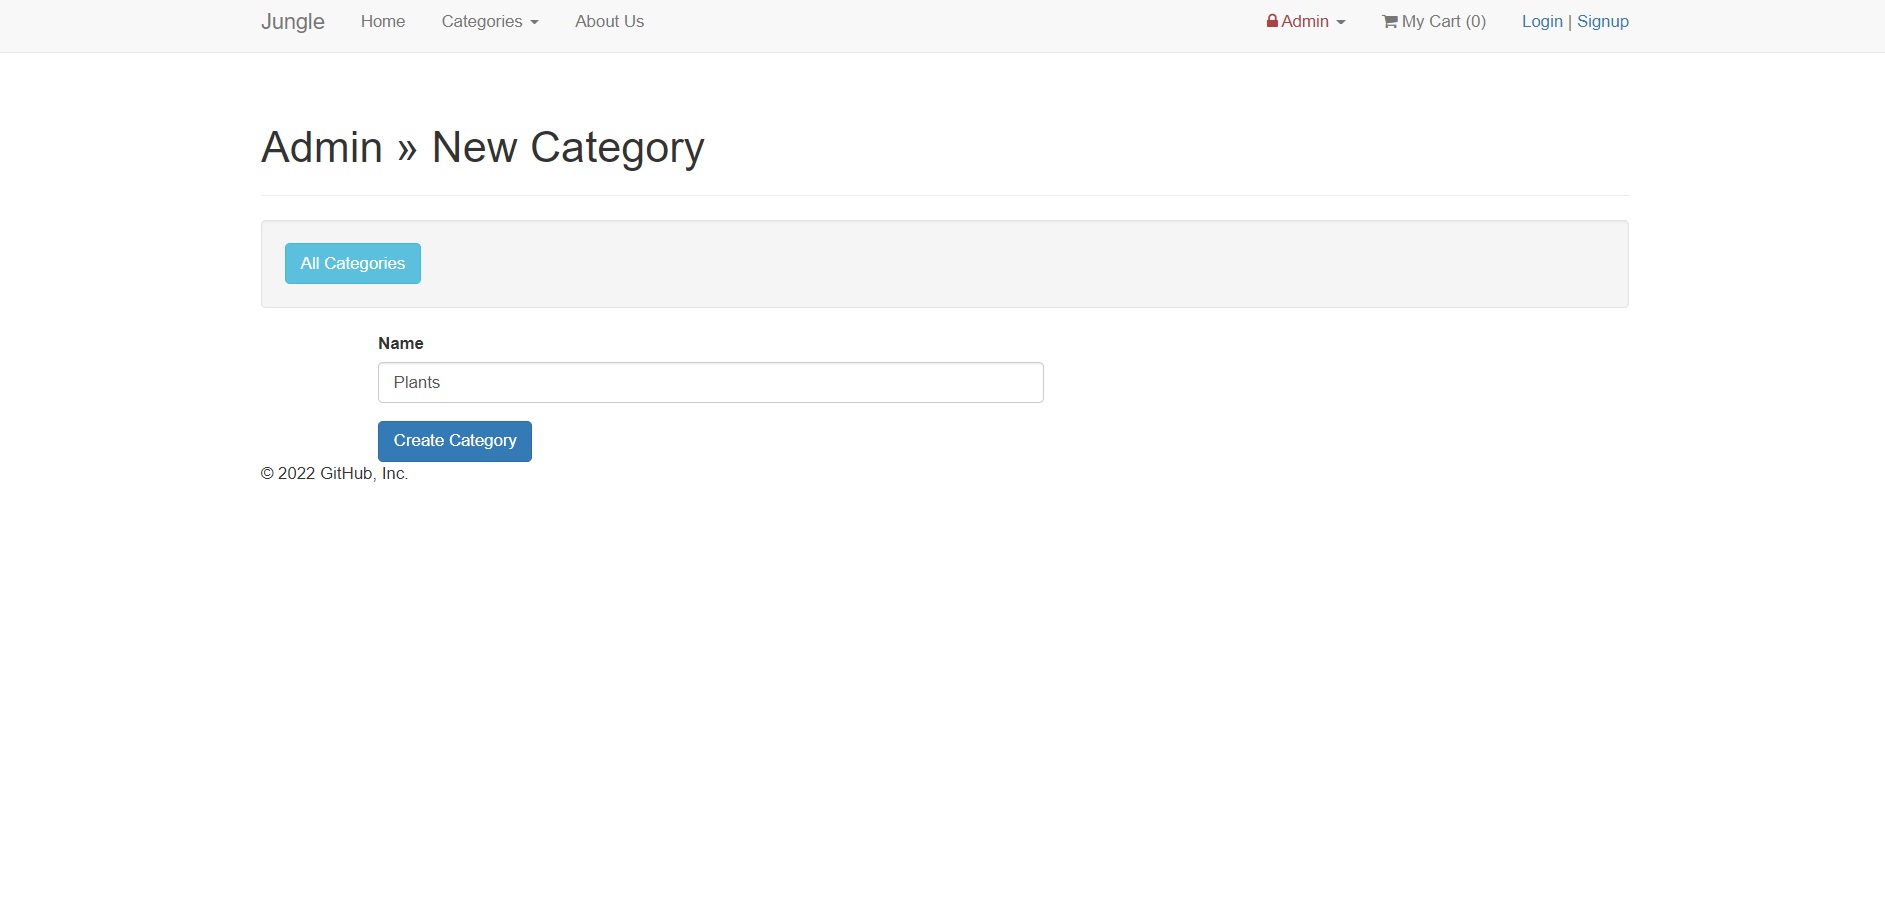 Jungle Home Categories About Us Admin My Cart (0) Login | Signup
Admin » New Category
All Categories
Name
Plants
Create Category
© 2022 GitHub, Inc.